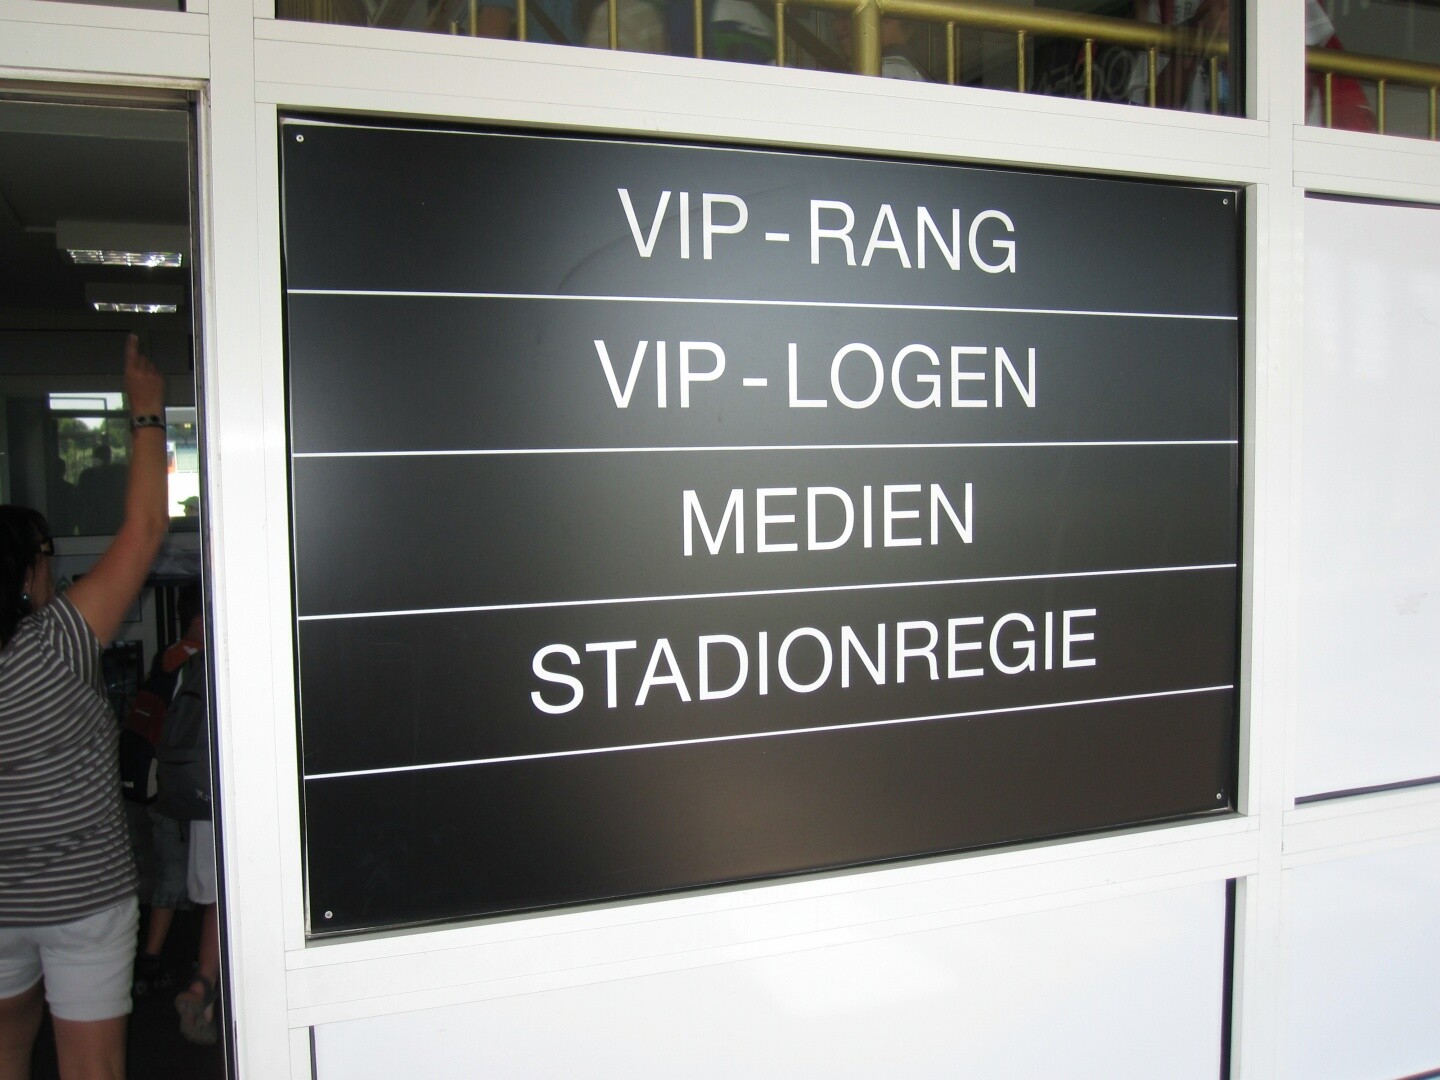 VIP - RANG
VIP - LOGEN
MEDIEN
STADIONREGIE